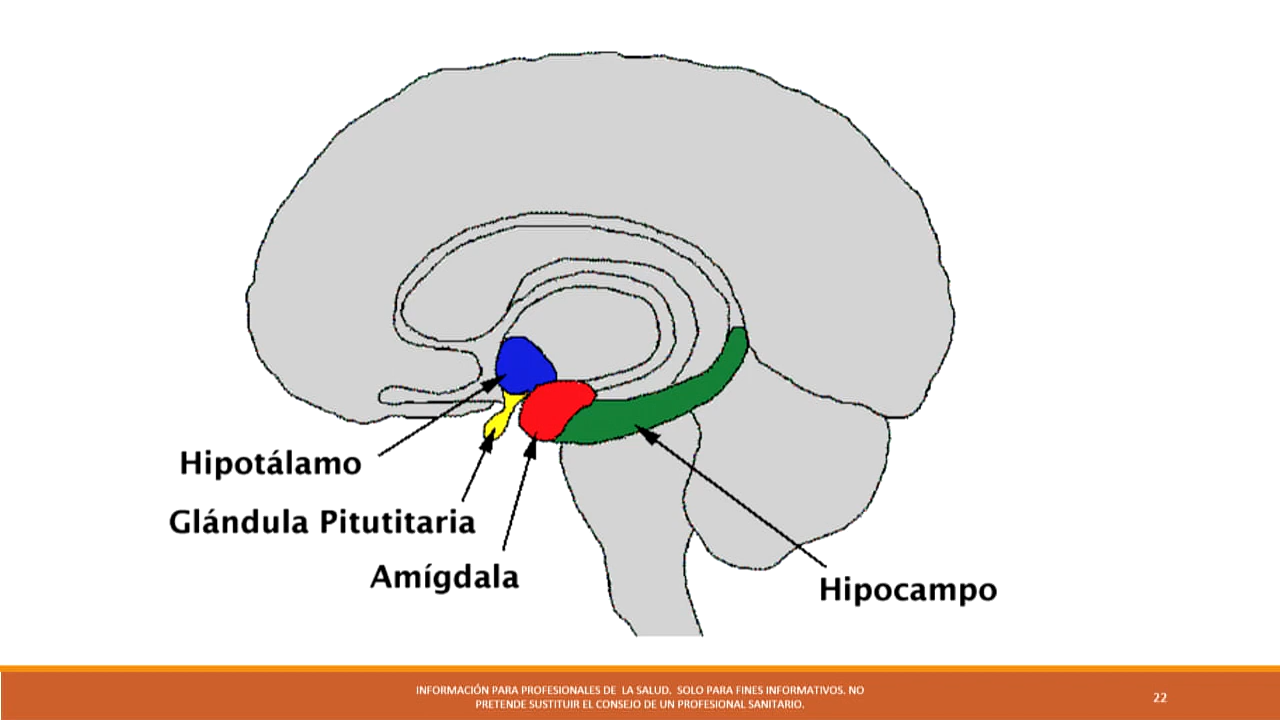 Hipotálamo
Glándula Pitutitaria
Amígdala
Hipocampo
INFORMACIÓN PARA PROFESIONALES DE LA SALUD. SOLO PARA FINES INFORMATIVOS. NO
PRETENDE SUSTITUIR EL CONSEJO DE UN PROFESIONAL SANITARIO.
22